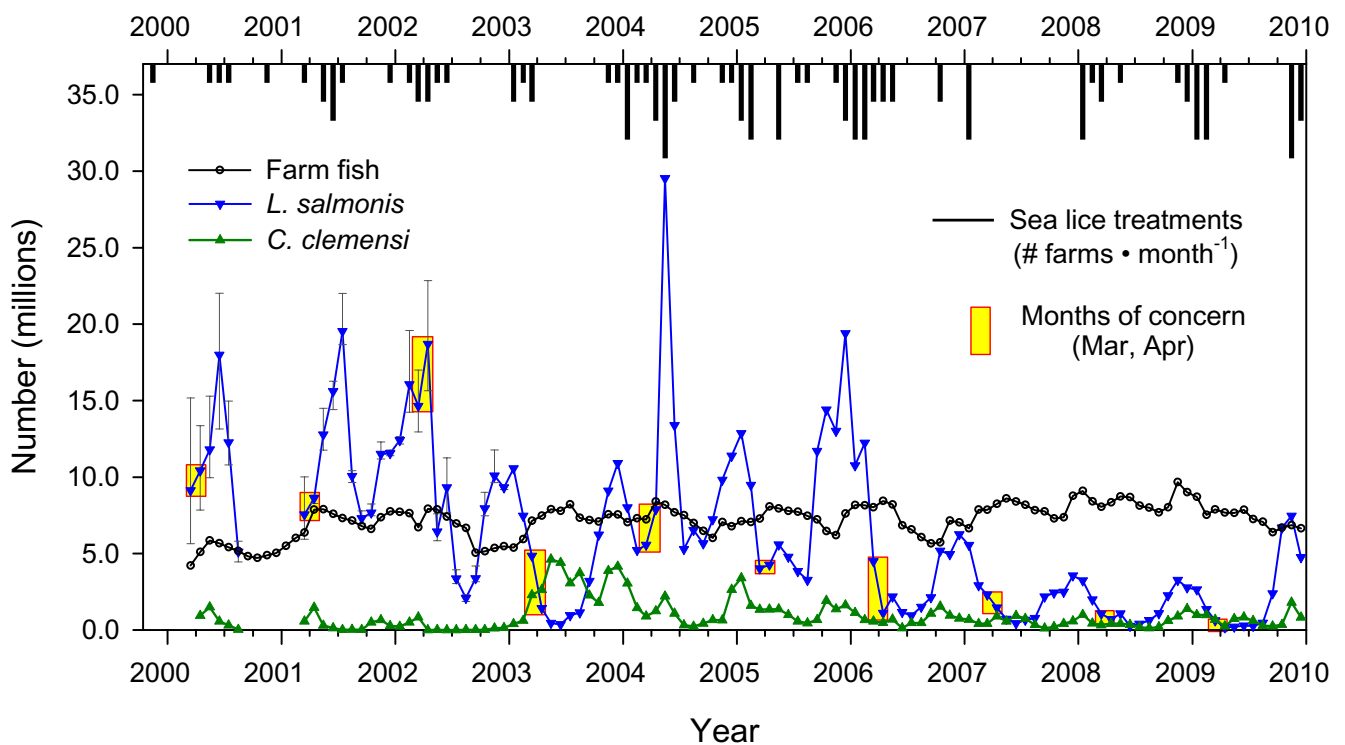 2000 2001 2002 2003 2004 2005 2006 2007 2008 2009 2010
35.0
30.0
25.0
20.0
15.0
10.0
5.0
0.0
Number (millions)
Farm fish
L. salmonis
C. clemensi
Sea lice treatments
(# farms • month⁻¹)
Months of concern
(Mar, Apr)
2000 2001 2002 2003 2004 2005 2006 2007 2008 2009 2010
Year